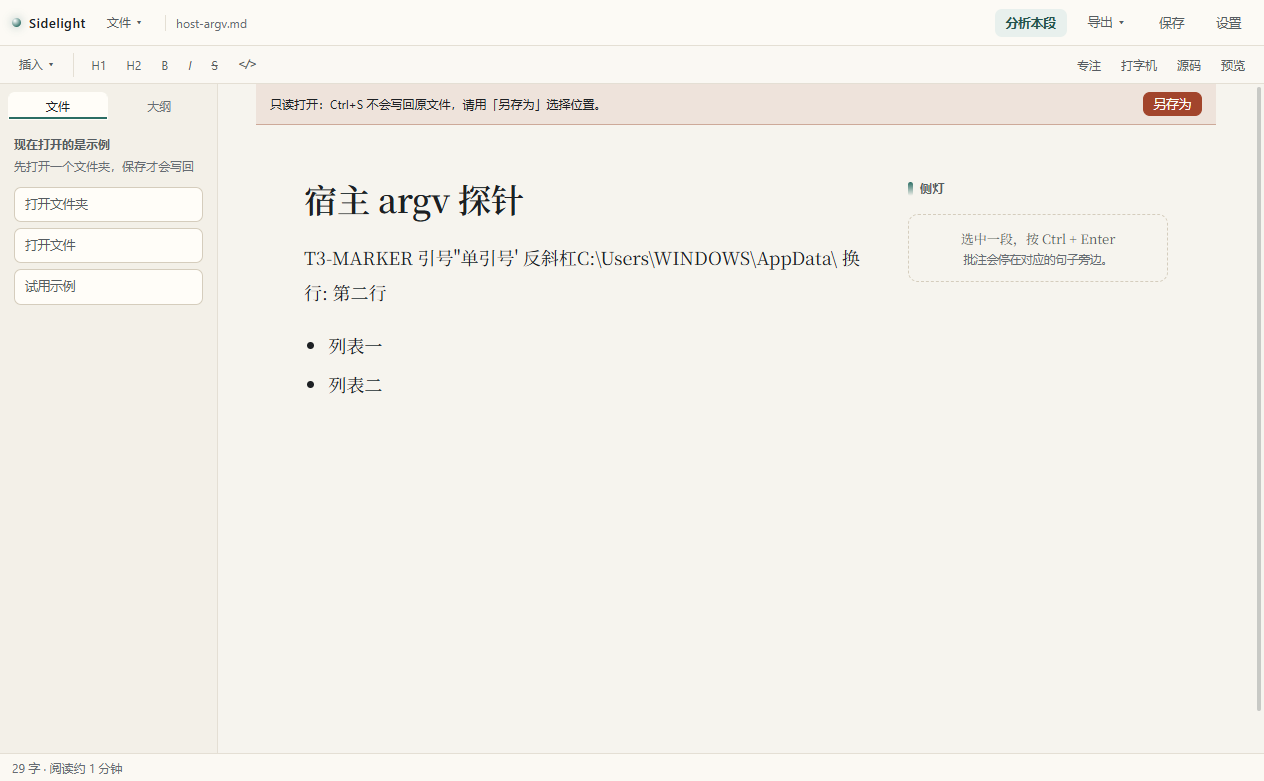 Sidelight 文件 host-argv.md 分析本段 导出 保存 设置
插入 H1 H2 B I S </> 专注 打字机 源码 预览
文件 大纲
现在打开的是示例
先打开一个文件夹，保存才会写回
打开文件夹
打开文件
试用示例
只读打开：Ctrl+S 不会写回原文件，请用「另存为」选择位置。 另存为
宿主 argv 探针
T3-MARKER 引号"单引号' 反斜杠C:\Users\WINDOWS\AppData\ 换
行: 第二行
• 列表一
• 列表二
侧灯
选中一段，按 Ctrl + Enter
批注会停在对应的句子旁边。
29 字 · 阅读约 1 分钟